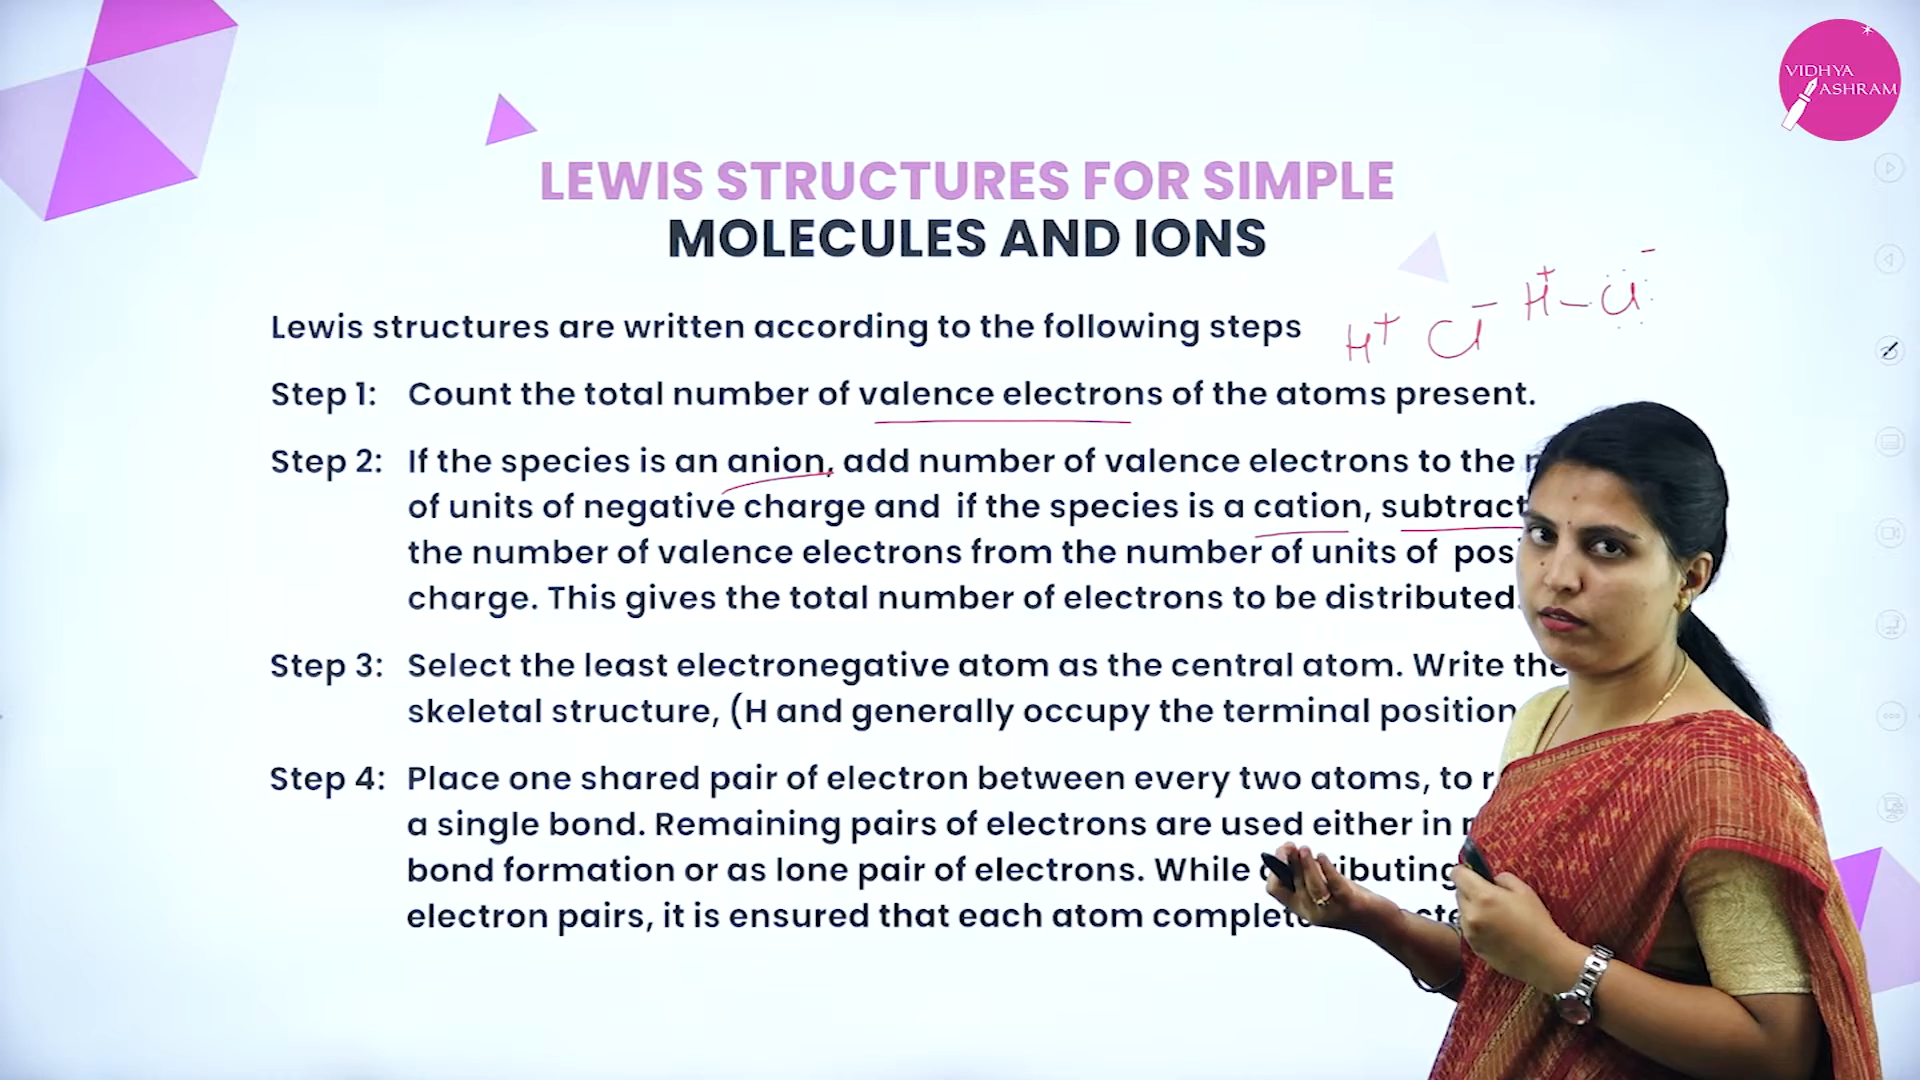 VIDHYA
ASHRAM
LEWIS STRUCTURES FOR SIMPLE
MOLECULES AND IONS
H⁺ Cl⁻ H⁺–Cl⁻
Lewis structures are written according to the following steps
Step 1: Count the total number of valence electrons of the atoms present.
Step 2: If the species is an anion, add number of valence electrons to the
of units of negative charge and if the species is a cation, subtract
the number of valence electrons from the number of units of
charge. This gives the total number of electrons to be distributed.
Step 3: Select the least electronegative atom as the central atom. Write the
skeletal structure, (H and generally occupy the terminal position
Step 4: Place one shared pair of electron between every two atoms, to
a single bond. Remaining pairs of electrons are used either in
bond formation or as lone pair of electrons. While
electron pairs, it is ensured that each atom